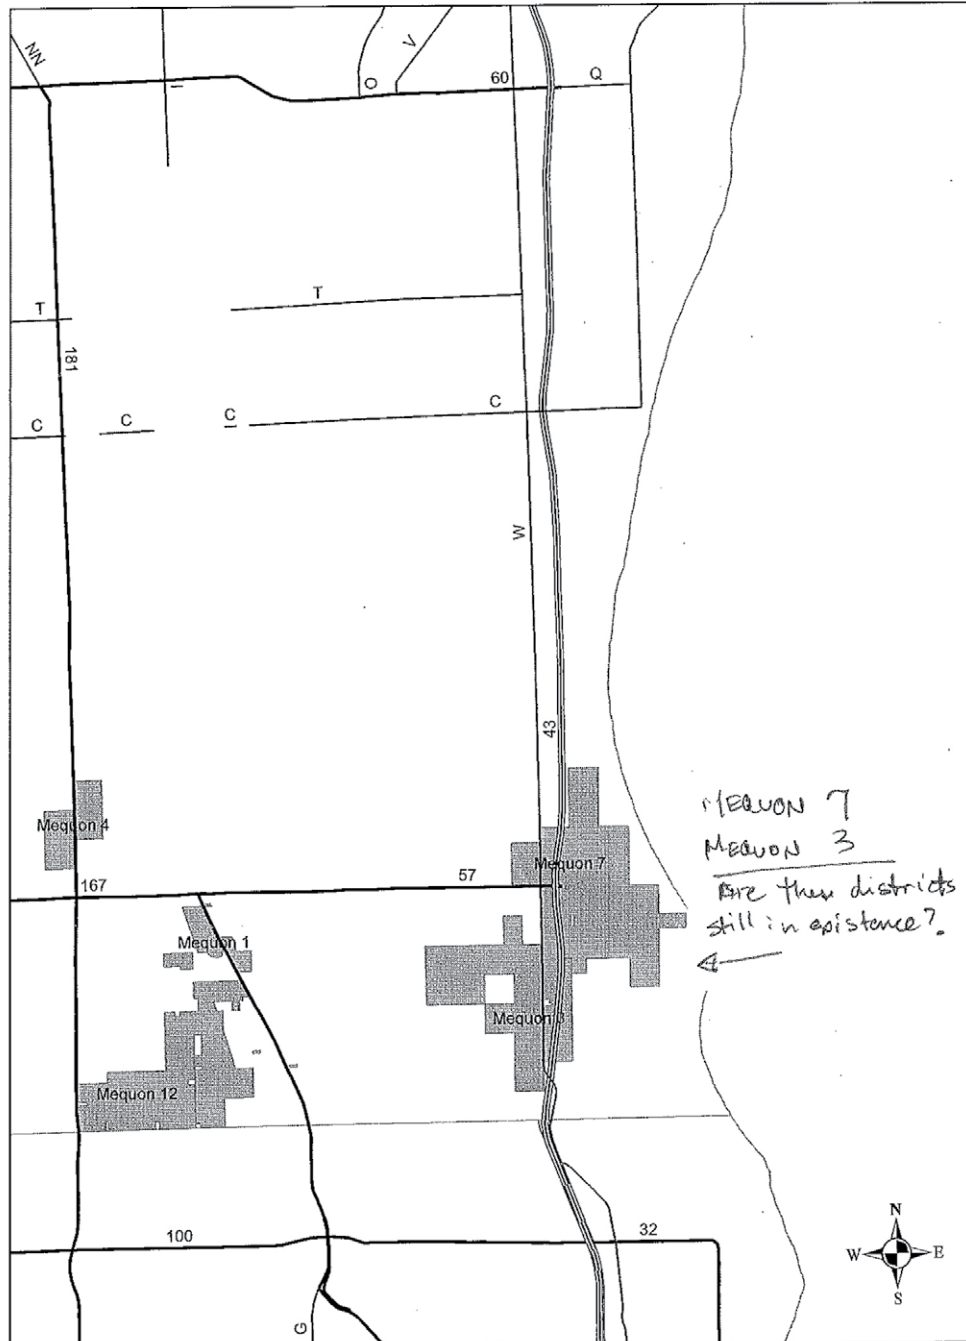 NN
O
V
60
Q
I
T
T
181
C
C
C
C
W
43
Mequon 4
Mequon 7
MEQUON 7
MEQUON 3
Are these districts
still in existence?
167
57
Mequon 1
Mequon 3
Mequon 12
100
32
G
N
W
E
S